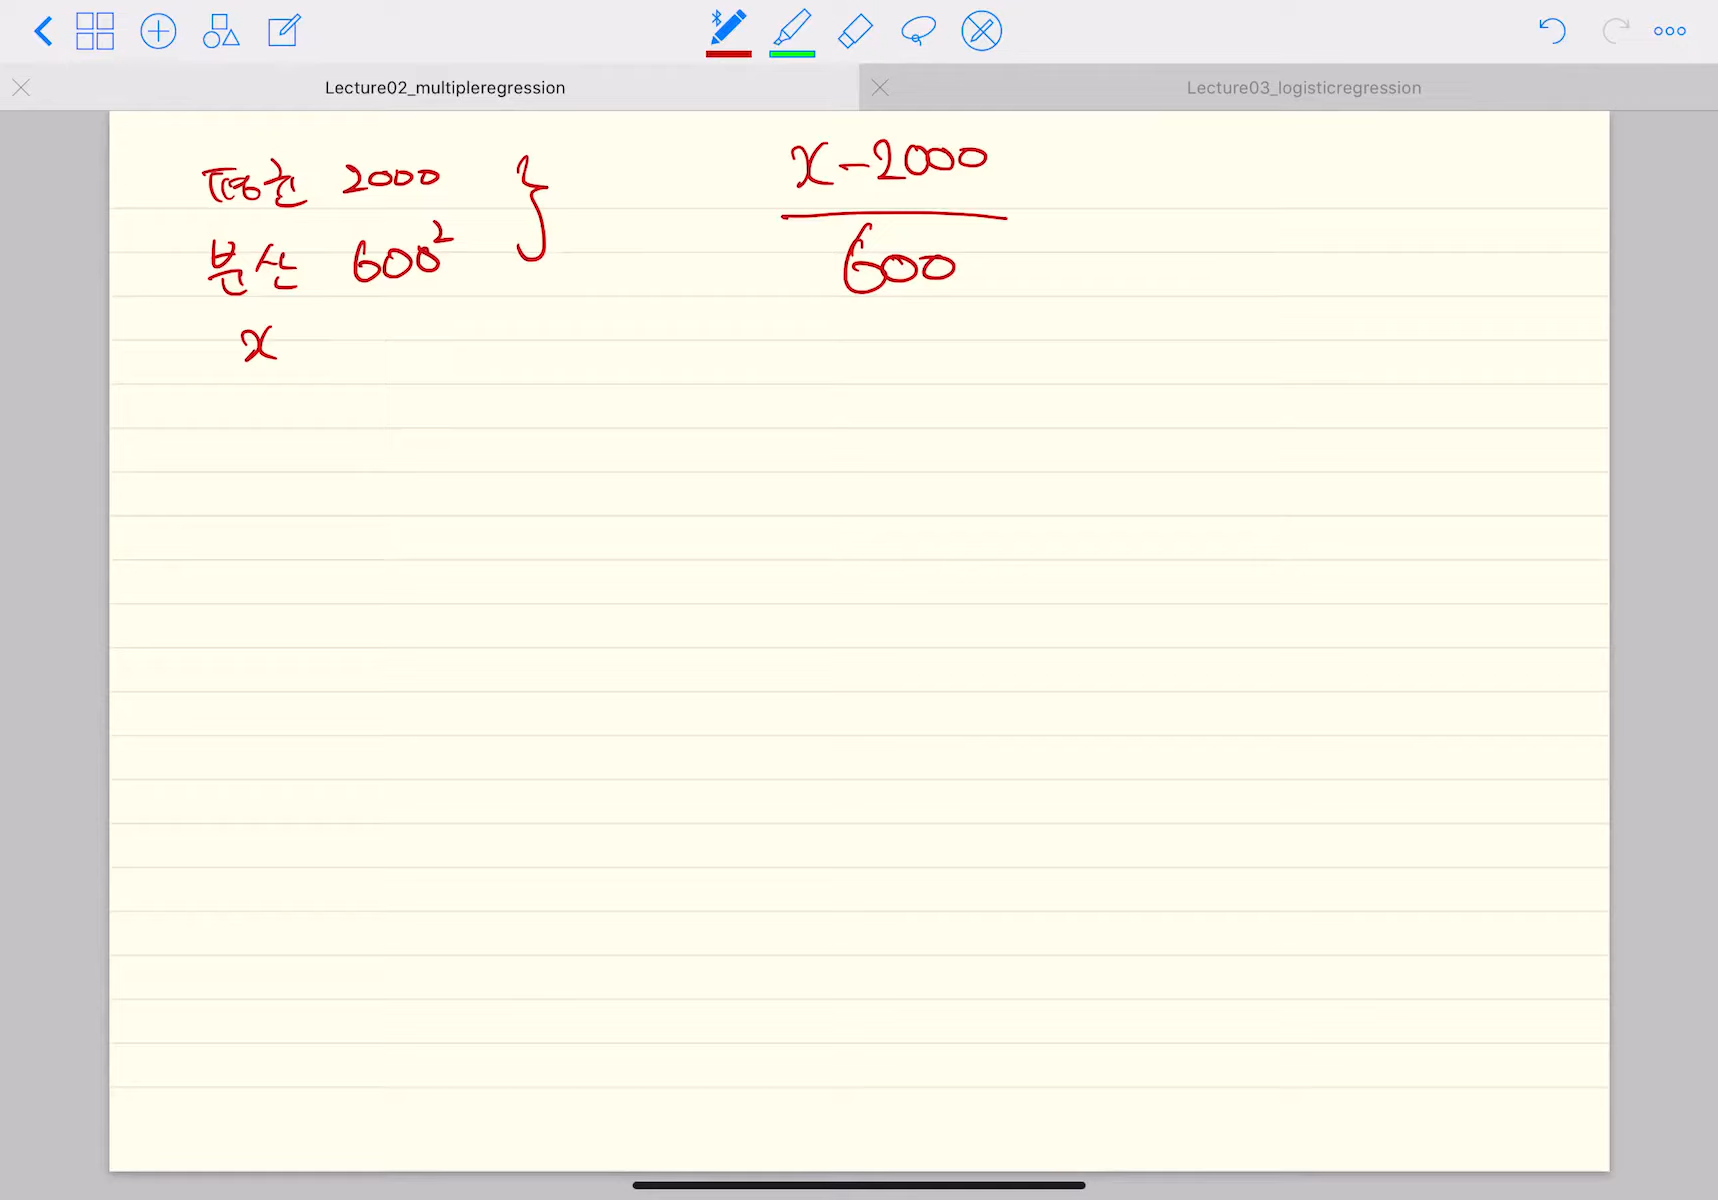 Lecture02_multipleregression
Lecture03_logisticregression
평균 2000
분산 600²
x
x-2000
600